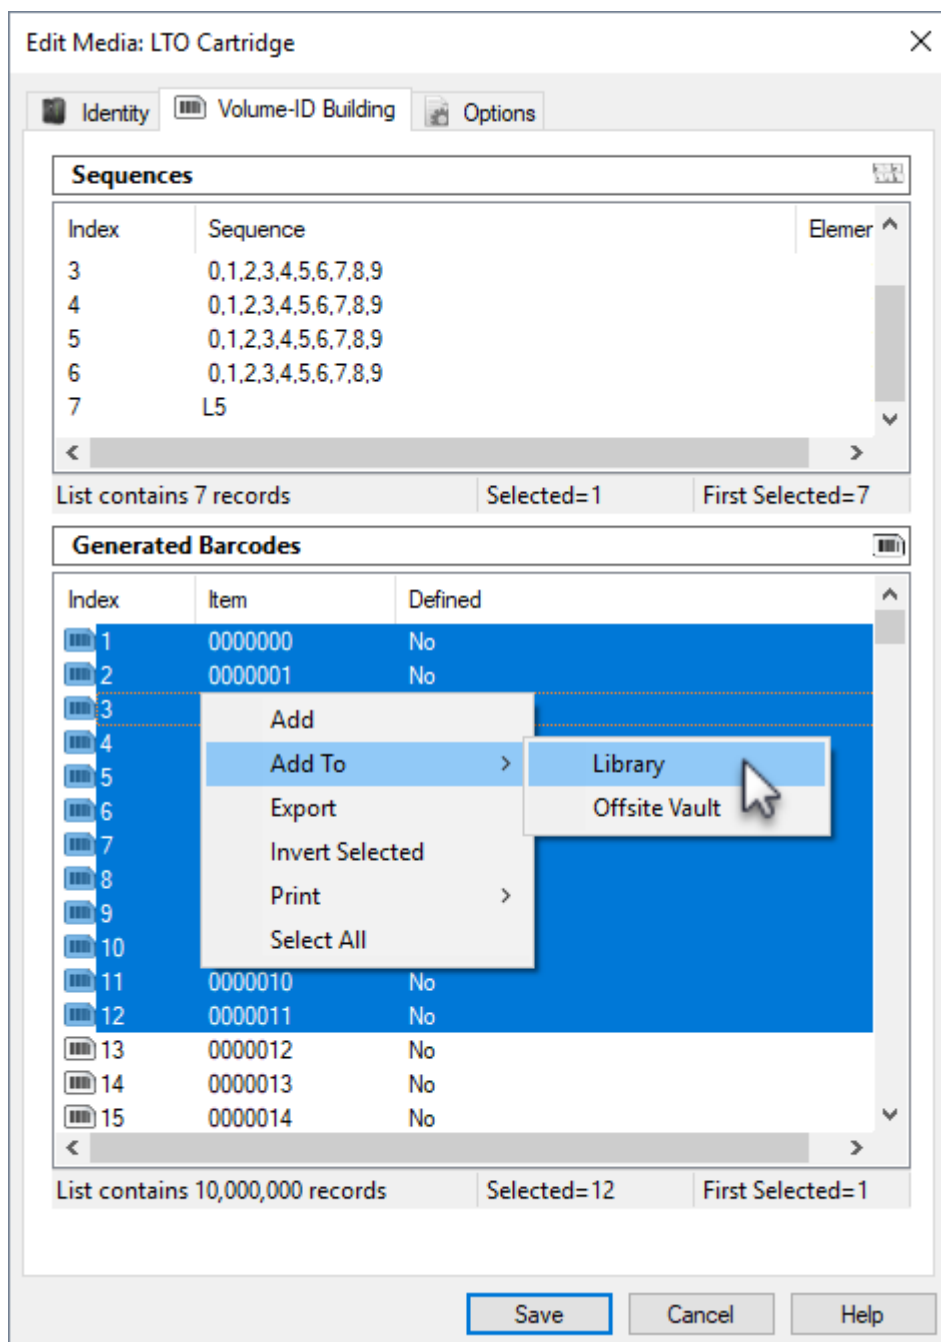 Edit Media: LTO Cartridge
Identity Volume-ID Building Options
Sequences
Index Sequence Elemer
3 0,1,2,3,4,5,6,7,8,9
4 0,1,2,3,4,5,6,7,8,9
5 0,1,2,3,4,5,6,7,8,9
6 0,1,2,3,4,5,6,7,8,9
7 L5
List contains 7 records Selected=1 First Selected=7
Generated Barcodes
Index Item Defined
1 0000000 No
2 0000001 No
3 Add
4 Add To Library
5
6 Export Offsite Vault
7 Invert Selected
8
9 Print
10 Select All
11 0000010 No
12 0000011 No
13 0000012 No
14 0000013 No
15 0000014 No
List contains 10,000,000 records Selected=12 First Selected=1
Save Cancel Help